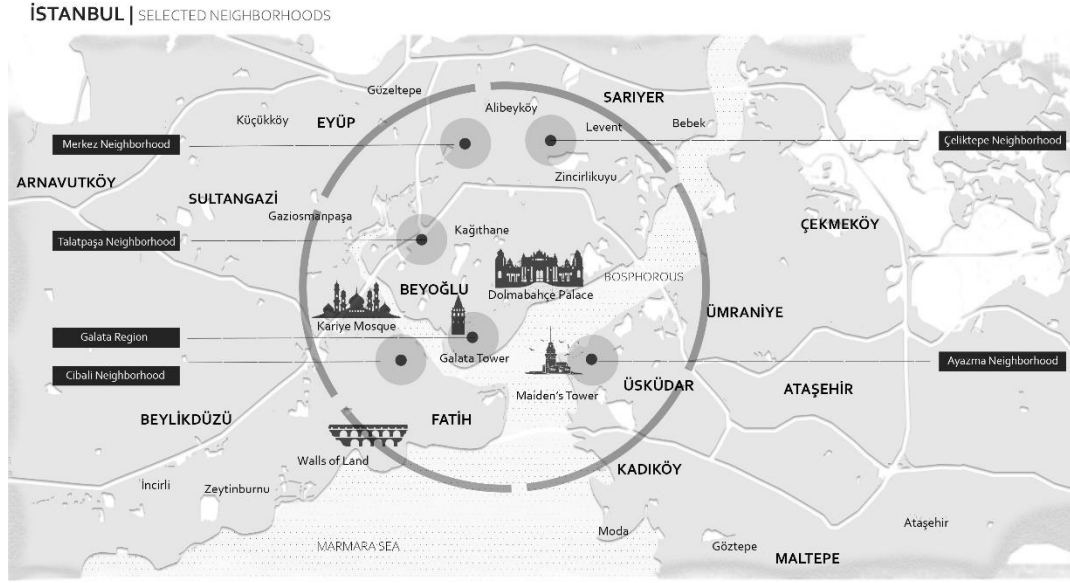 İSTANBUL | SELECTED NEIGHBORHOODS
Güzeltepe
SARIYER
Alibeyköy
Küçükköy
EYÜP
Levent
Bebek
Merkez Neighborhood
Çeliktepe Neighborhood
Zincirlikuyu
ARNAVUTKÖY
SULTANGAZİ
Gaziosmanpaşa
ÇEKMEKÖY
Talatpaşa Neighborhood
Kağıthane
BOSPHOROUS
BEYOĞLU
Dolmabahçe Palace
ÜMRANİYE
Kariye Mosque
Galata Region
Galata Tower
Ayazma Neighborhood
Cibali Neighborhood
ÜSKÜDAR
ATAŞEHİR
Maiden's Tower
BEYLİKDÜZÜ
FATİH
Walls of Land
KADIKÖY
İncirli
Zeytinburnu
Ataşehir
Moda
MARMARA SEA
Göztepe
MALTEPE